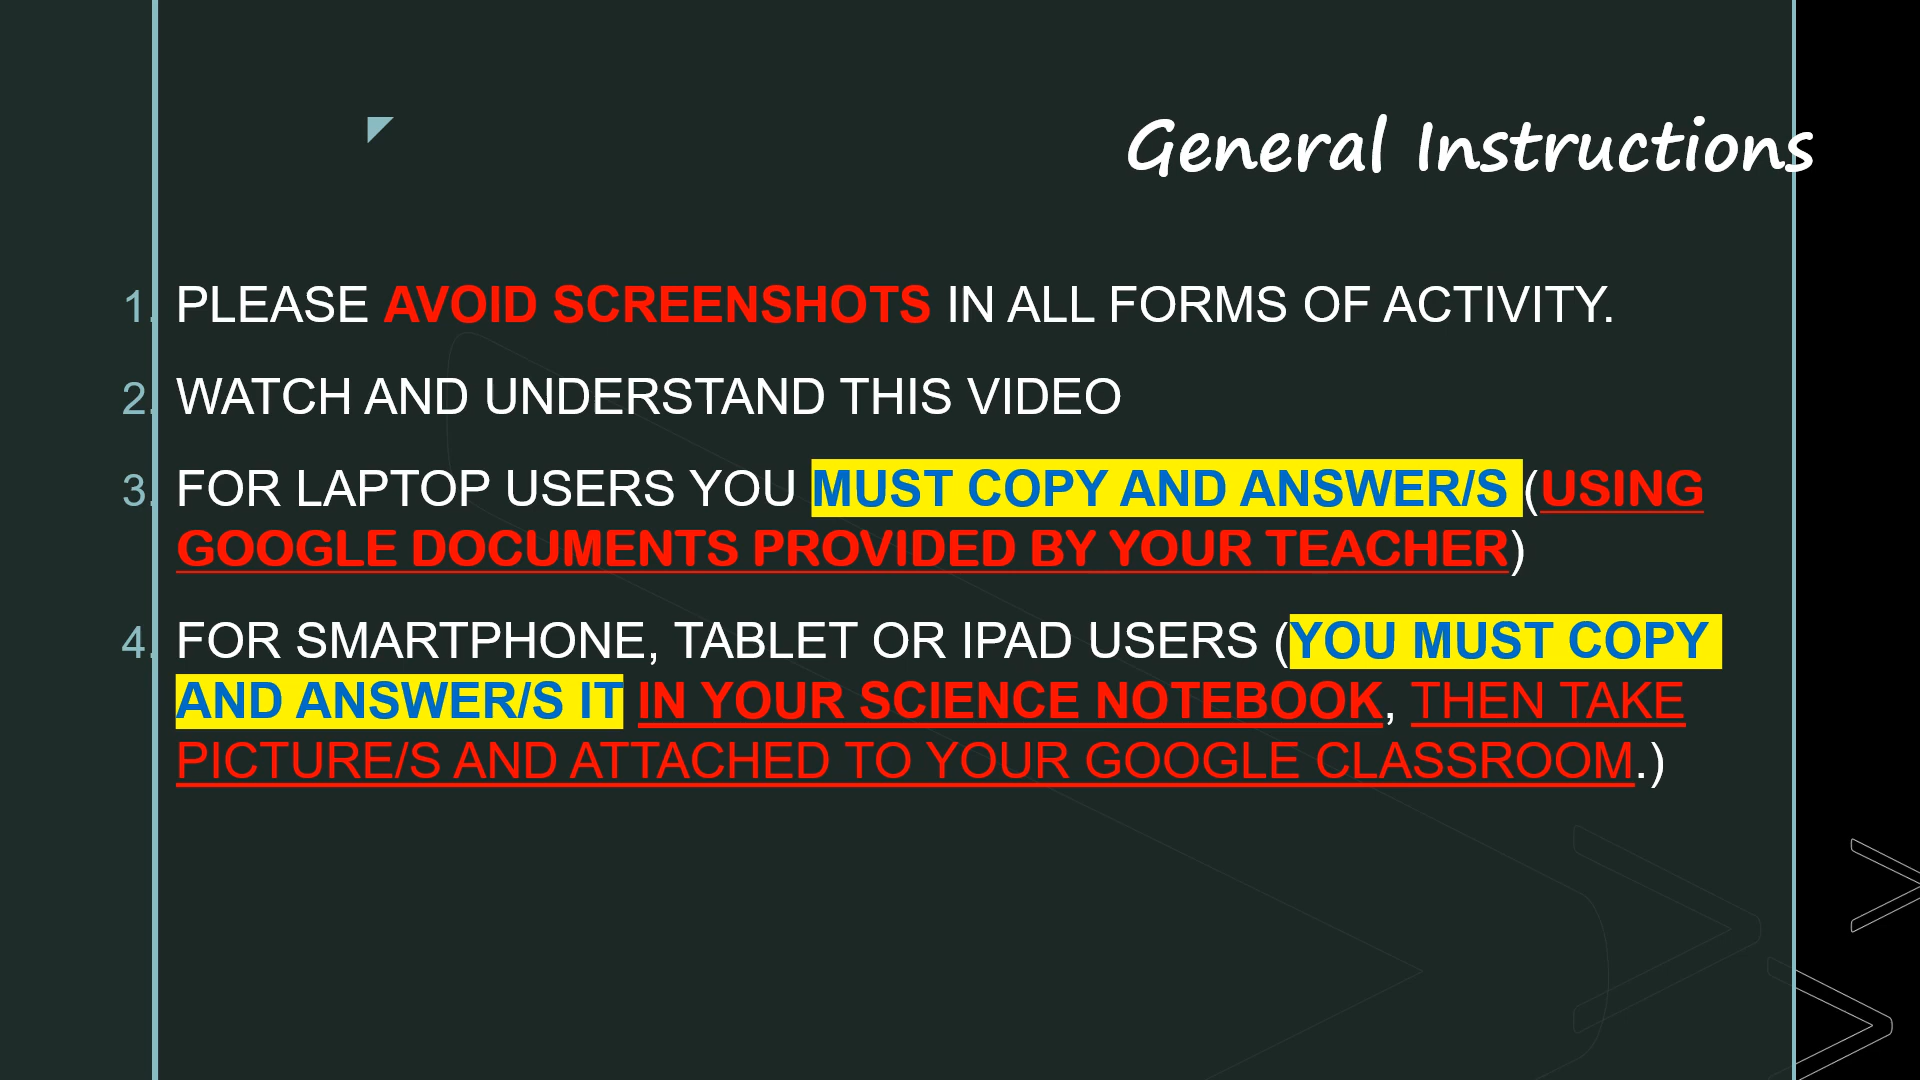 General Instructions
1. PLEASE AVOID SCREENSHOTS IN ALL FORMS OF ACTIVITY.
2. WATCH AND UNDERSTAND THIS VIDEO
3. FOR LAPTOP USERS YOU MUST COPY AND ANSWER/S (USING
GOOGLE DOCUMENTS PROVIDED BY YOUR TEACHER)
4. FOR SMARTPHONE, TABLET OR IPAD USERS (YOU MUST COPY
AND ANSWER/S IT IN YOUR SCIENCE NOTEBOOK, THEN TAKE
PICTURE/S AND ATTACHED TO YOUR GOOGLE CLASSROOM.)